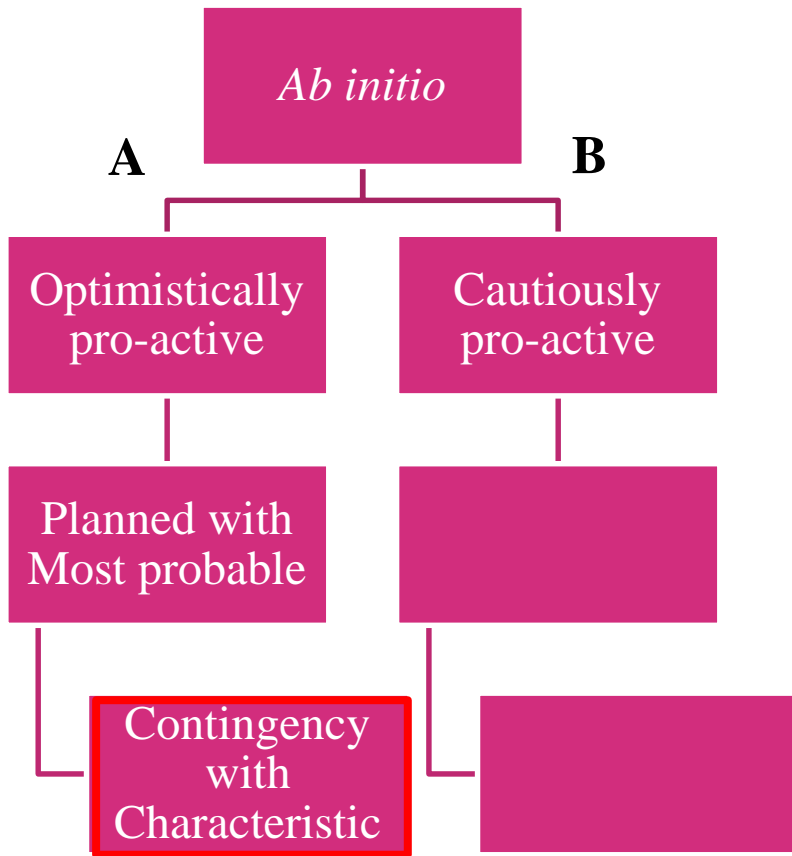 Ab initio
A
B
Optimistically
pro-active
Cautiously
pro-active
Planned with
Most probable
Contingency
with
Characteristic